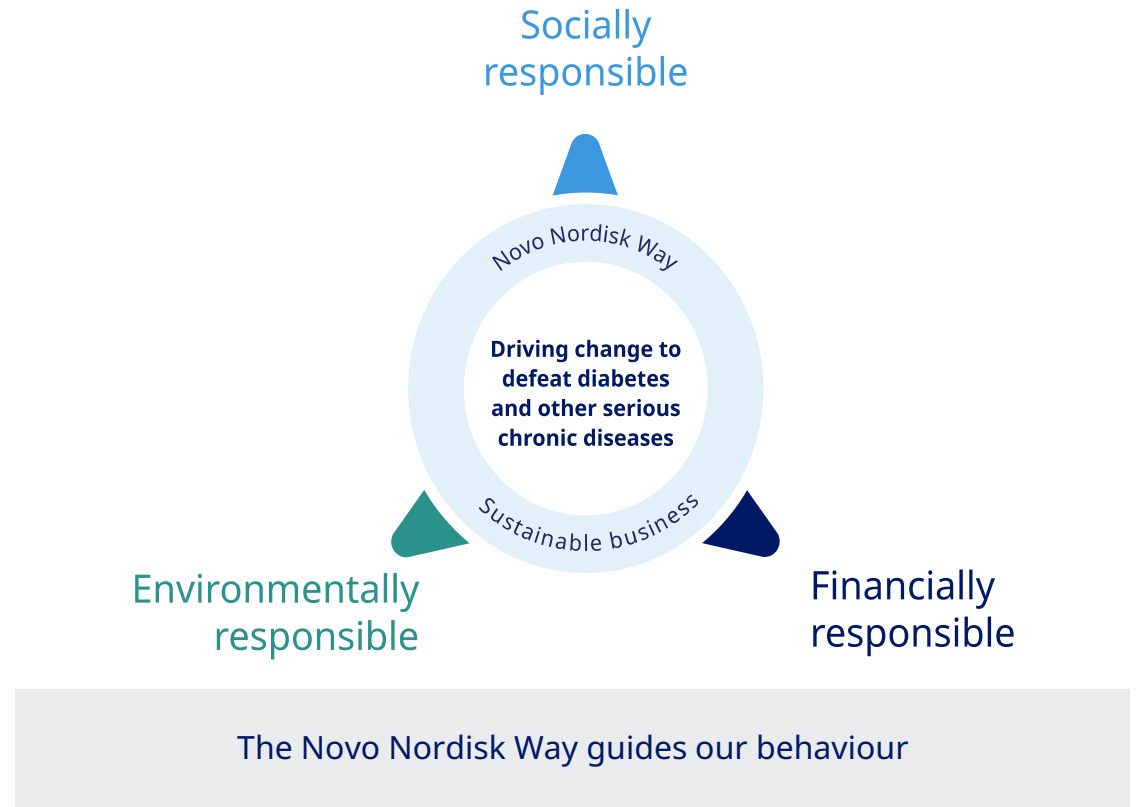 Socially
responsible
Novo Nordisk Way
Driving change to
defeat diabetes
and other serious
chronic diseases
Sustainable business
Environmentally
responsible
Financially
responsible
The Novo Nordisk Way guides our behaviour